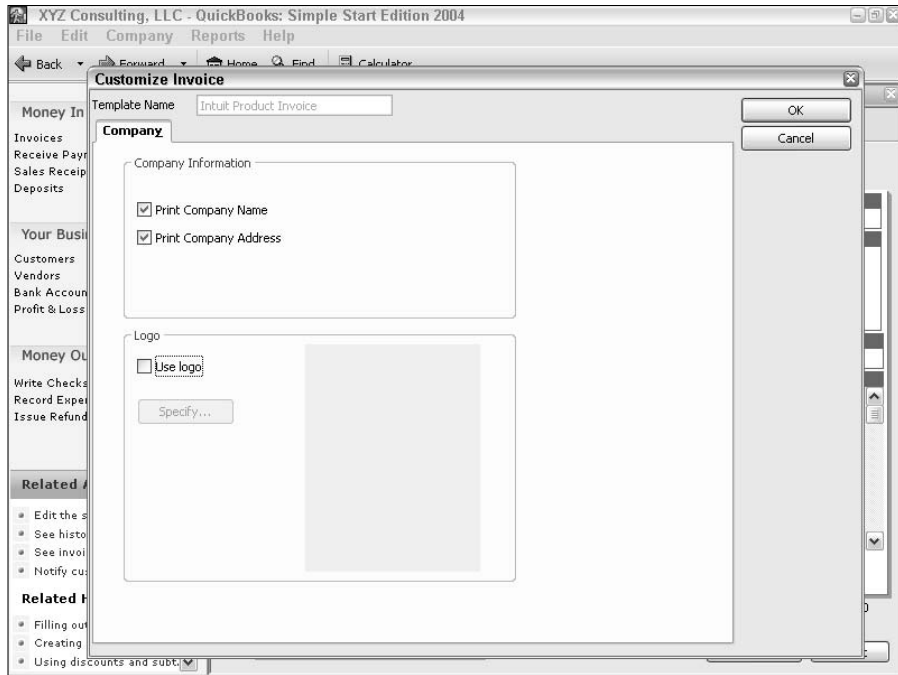 XYZ Consulting, LLC - QuickBooks: Simple Start Edition 2004
File Edit Company Reports Help
Back Forward Home Find Calculator
Customize Invoice
Template Name Intuit Product Invoice
OK
Cancel
Company
Company Information
Print Company Name
Print Company Address
Logo
Use logo
Specify...
Money In
Invoices
Receive Payr
Sales Receip
Deposits
Your Busi
Customers
Vendors
Bank Accoun
Profit & Loss
Money Ou
Write Checks
Record Exper
Issue Refund
Related A
Edit the s
See histo
See invoi
Notify cu
Related H
Filling out
Creating
Using discounts and subt.